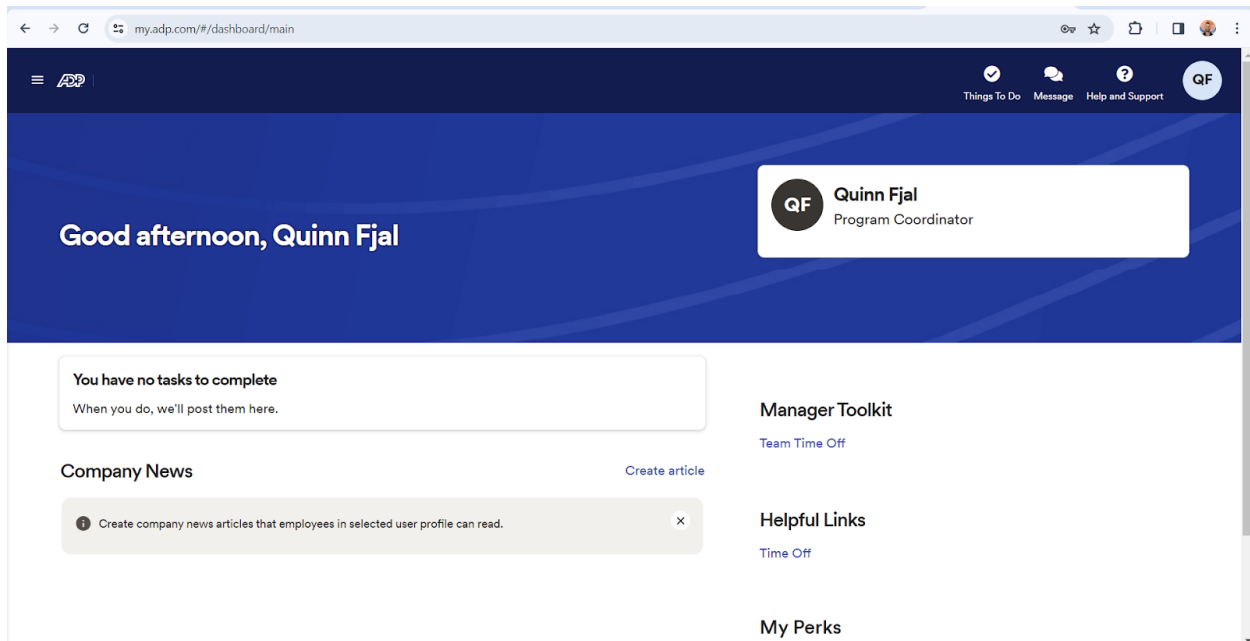 my.adp.com/#/dashboard/main
ADP
Things To Do
Message
Help and Support
QF
Good afternoon, Quinn Fjal
QF
Quinn Fjal
Program Coordinator
You have no tasks to complete
When you do, we'll post them here.
Company News
Create article
Create company news articles that employees in selected user profile can read.
Manager Toolkit
Team Time Off
Helpful Links
Time Off
My Perks